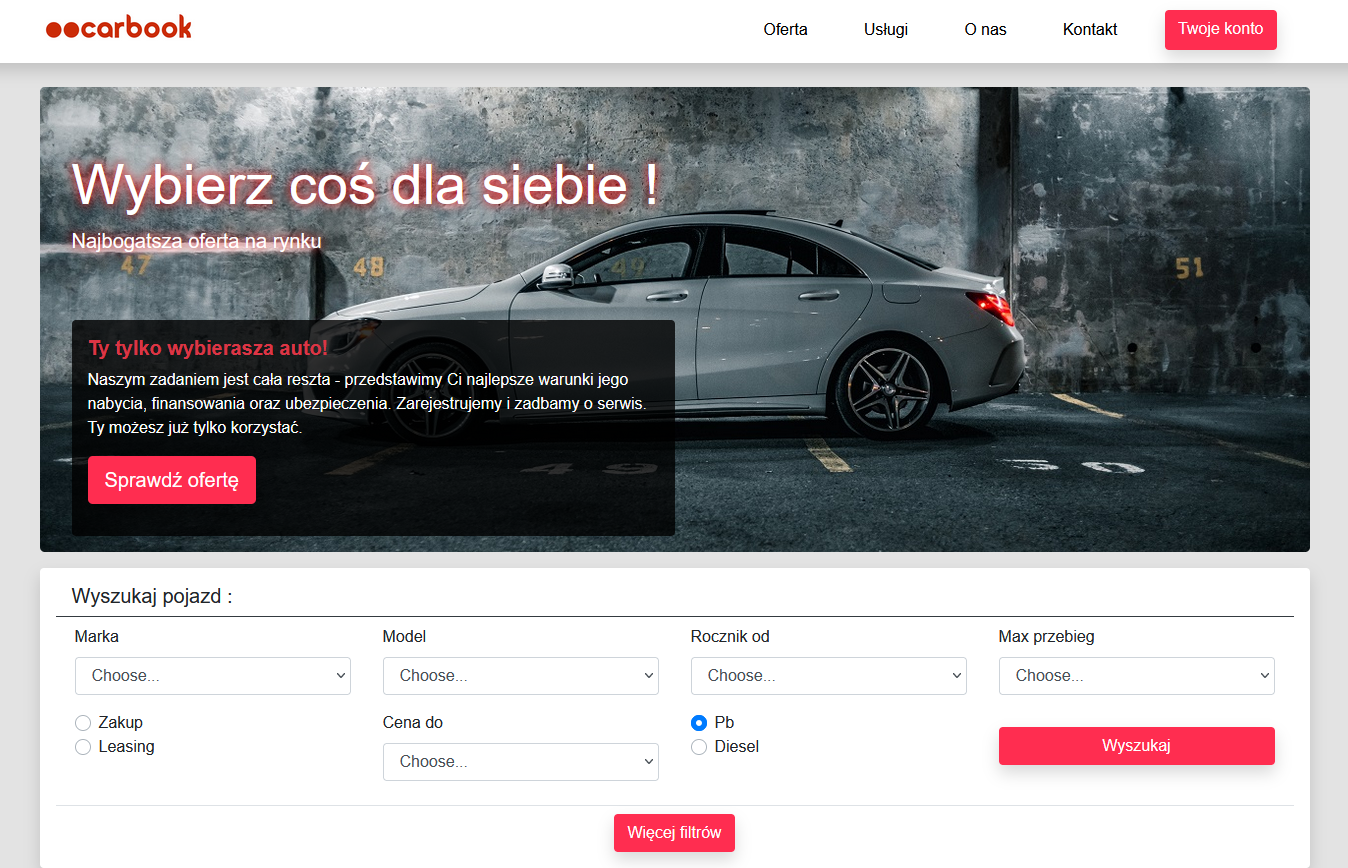 carbook
Oferta
Usługi
O nas
Kontakt
Twoje konto
Wybierz coś dla siebie !
Najbogatsza oferta na rynku
47
48
49
51
Ty tylko wybierasza auto!
Naszym zadaniem jest cała reszta - przedstawimy Ci najlepsze warunki jego
nabycia, finansowania oraz ubezpieczenia. Zarejestrujemy i zadbamy o serwis.
Ty możesz już tylko korzystać.
49
50
Sprawdź ofertę
Wyszukaj pojazd :
Marka
Model
Rocznik od
Max przebieg
Choose...
Choose...
Choose...
Choose...
Zakup
Cena do
Pb
Leasing
Diesel
Wyszukaj
Choose...
Więcej filtrów